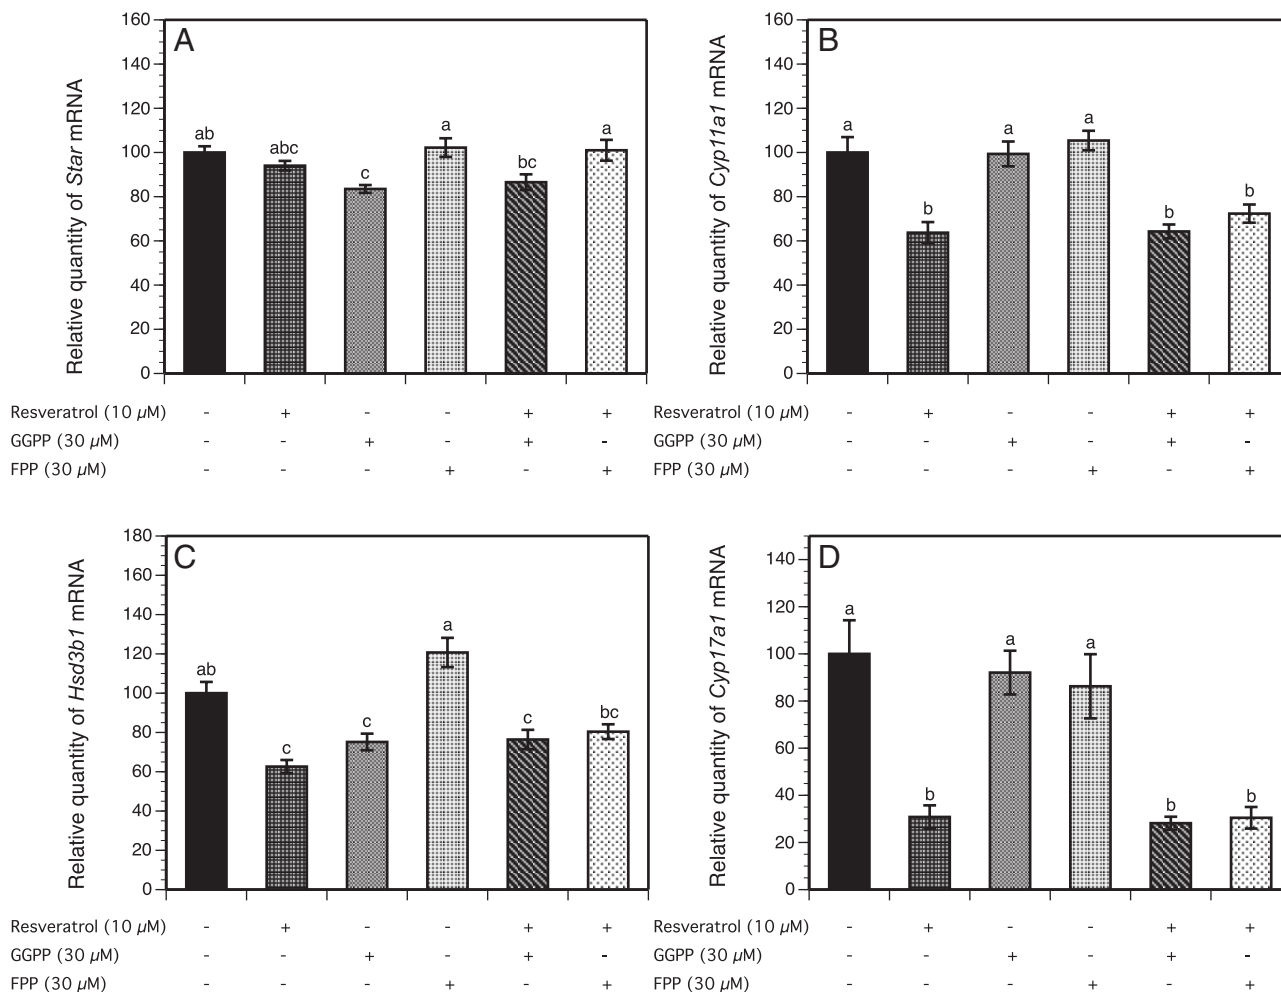 A
Relative quantity of Star mRNA
160
140
120
100
80
60
40
20
0
ab
abc
c
a
bc
a
Resveratrol (10 µM) - + - - + +
GGPP (30 µM) - - + - + -
FPP (30 µM) - - - + - +
B
Relative quantity of Cyp11a1 mRNA
160
140
120
100
80
60
40
20
0
a
b
a
a
b
b
Resveratrol (10 µM) - + - - + +
GGPP (30 µM) - - + - + -
FPP (30 µM) - - - + - +
C
Relative quantity of Hsd3b1 mRNA
180
160
140
120
100
80
60
40
20
0
ab
c
c
a
c
bc
Resveratrol (10 µM) - + - - + +
GGPP (30 µM) - - + - + -
FPP (30 µM) - - - + - +
D
Relative quantity of Cyp17a1 mRNA
140
120
100
80
60
40
20
0
a
b
a
a
b
b
Resveratrol (10 µM) - + - - + +
GGPP (30 µM) - - + - + -
FPP (30 µM) - - - + - +